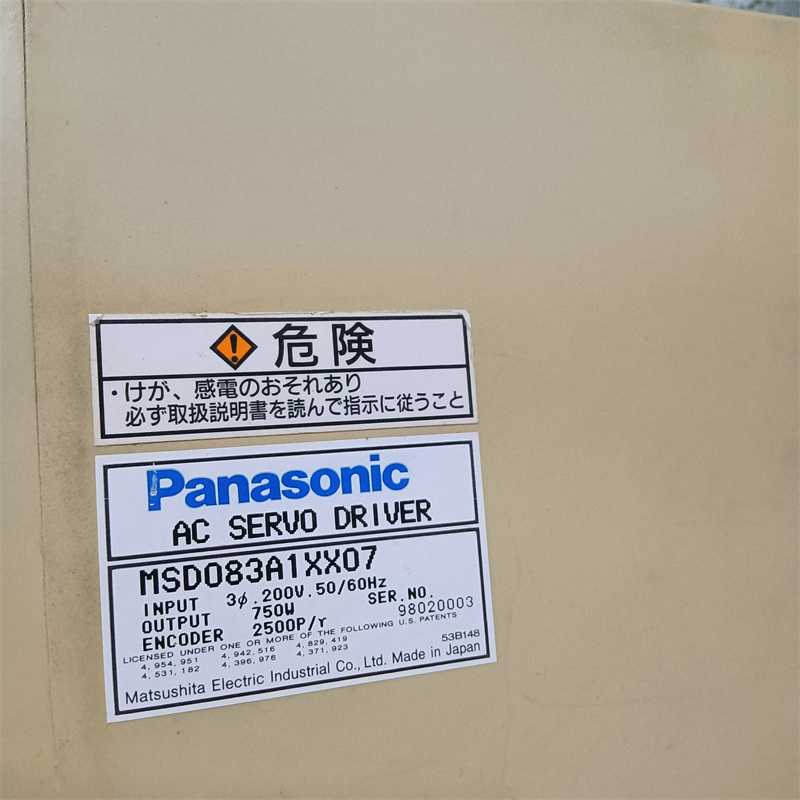 危険
・けが、感電のおそれあり
必ず取扱説明書を読んで指示に従うこと
Panasonic
AC SERVO DRIVER
MSD083A1XX07
INPUT 3φ.200V.50/60Hz
OUTPUT 750W SER.NO.
ENCODER 2500P/r 98020003
LICENSED UNDER ONE OR MORE OF THE FOLLOWING U.S. PATENTS
4,954,951 4,942,516 4,829,419 53B148
4,531,182 4,396,976 4,371,923
Matsushita Electric Industrial Co., Ltd. Made in Japan